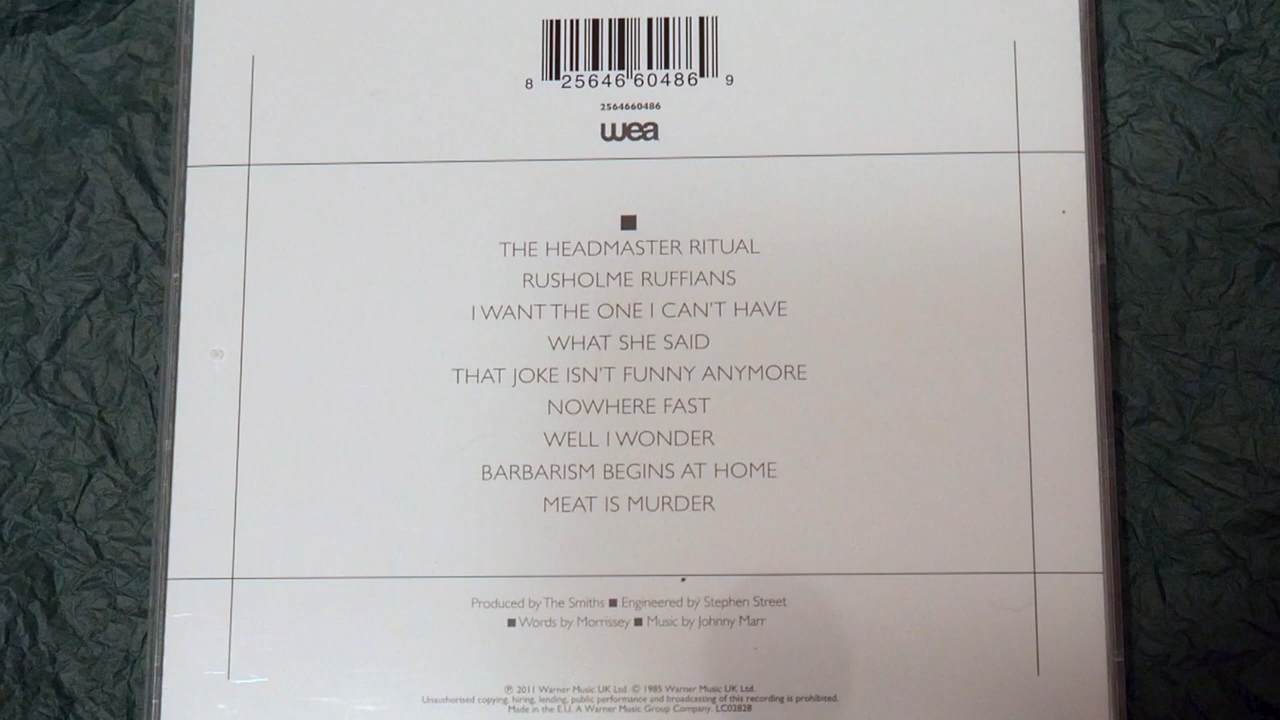 8 25646 60486 9
2564660486
wea
THE HEADMASTER RITUAL
RUSHOLME RUFFIANS
I WANT THE ONE I CAN'T HAVE
WHAT SHE SAID
THAT JOKE ISN'T FUNNY ANYMORE
NOWHERE FAST
WELL I WONDER
BARBARISM BEGINS AT HOME
MEAT IS MURDER
Produced by The Smiths ■ Engineered by Stephen Street
■ Words by Morrissey ■ Music by Johnny Marr
℗ 2011 Warner Music UK Ltd. © 1985 Warner Music UK Ltd.
Unauthorised copying, hiring, lending, public performance and broadcasting of this recording is prohibited.
Made in the E.U. A Warner Music Group Company. LC02828